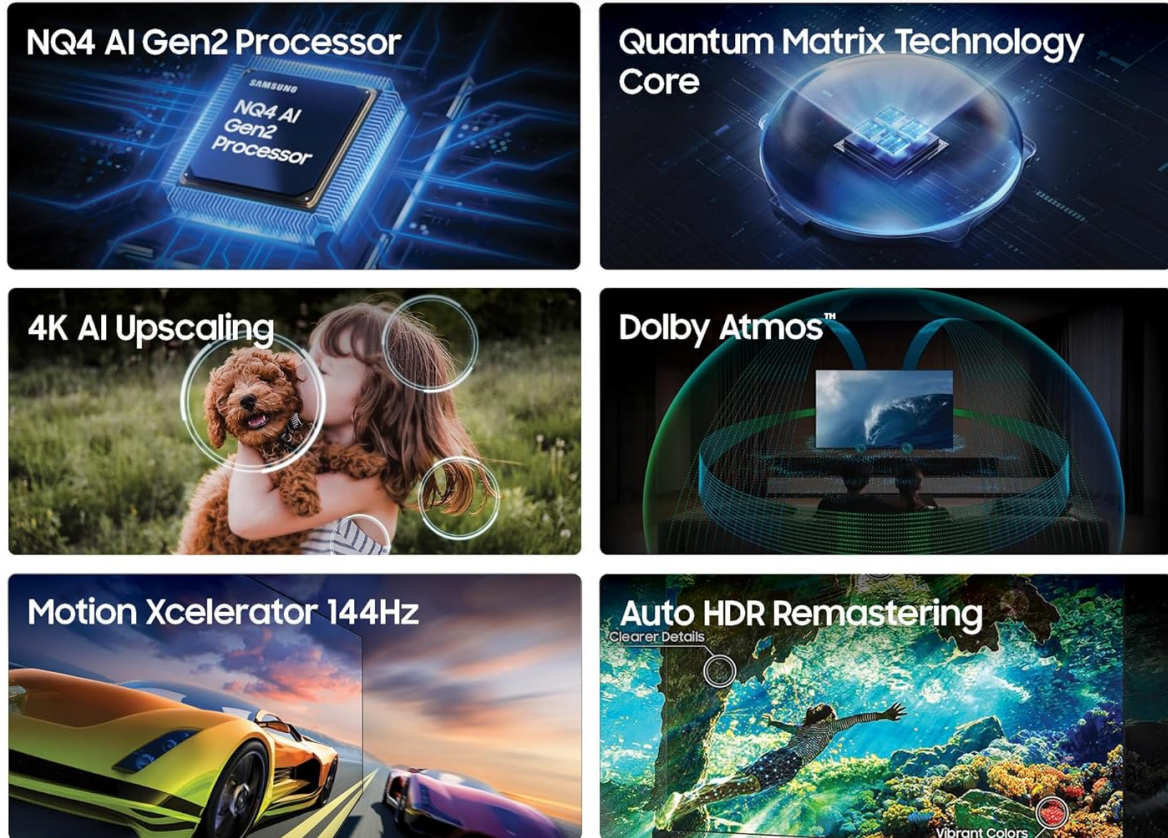 NQ4 AI Gen2 Processor
SAMSUNG
NQ4 AI
Gen2
Processor
Quantum Matrix Technology
Core
4K AI Upscaling
Dolby Atmos™
Motion Xcelerator 144Hz
Auto HDR Remastering
Clearer Details
Vibrant Colors